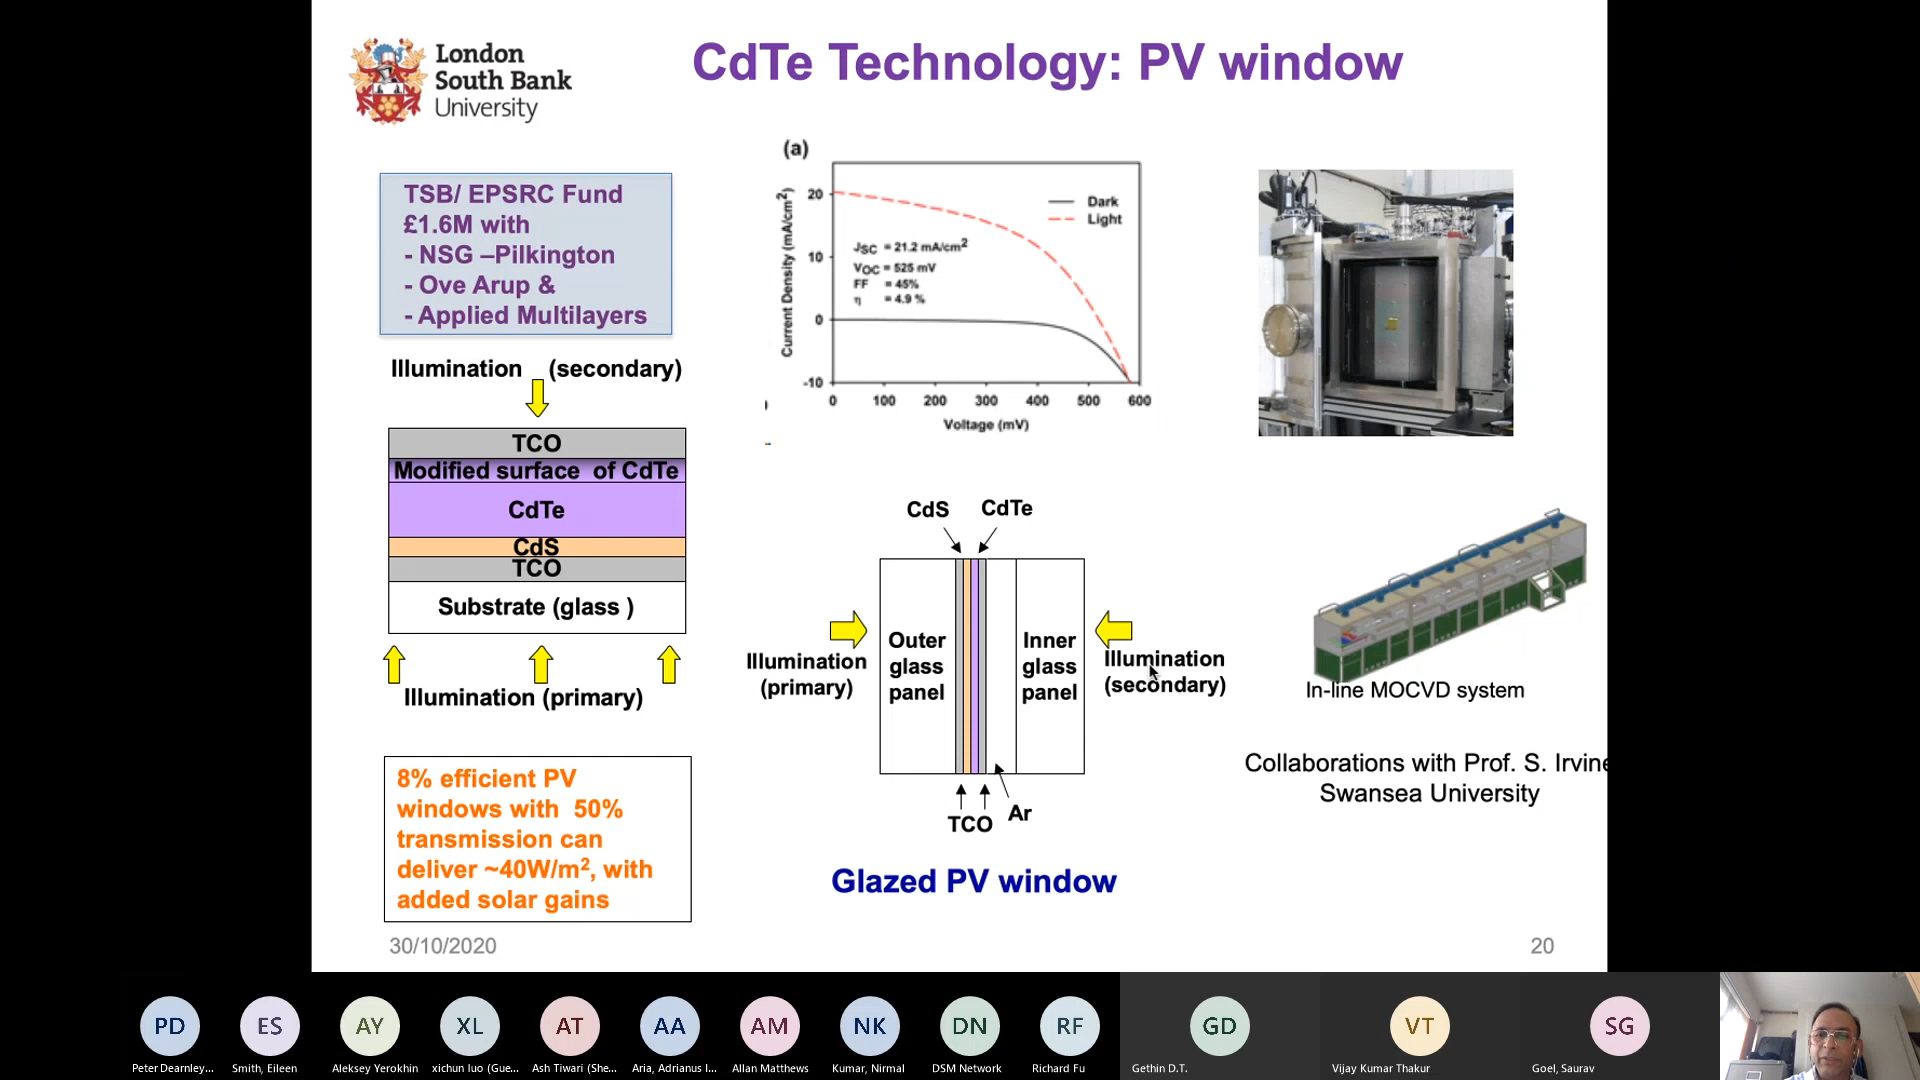 London
South Bank
University
CdTe Technology: PV window
TSB/ EPSRC Fund
£1.6M with
- NSG –Pilkington
- Ove Arup &
- Applied Multilayers
Illumination (secondary)
TCO
Modified surface of CdTe
CdTe
CdS
TCO
Substrate (glass )
Illumination (primary)
8% efficient PV
windows with 50%
transmission can
deliver ~40W/m², with
added solar gains
30/10/2020
(a)
Current Density (mA/cm²)
20
10
0
-10
Dark
Light
JSC = 21.2 mA/cm²
VOC = 525 mV
FF = 45%
η = 4.9 %
0 100 200 300 400 500 600
Voltage (mV)
CdS CdTe
Illumination
(primary)
Outer
glass
panel
Inner
glass
panel
Illumination
(secondary)
TCO
Ar
Glazed PV window
In-line MOCVD system
Collaborations with Prof. S. Irvine
Swansea University
20
PD ES AY XL AT AA AM NK DN RF GD VT SG
Peter Dearnley... Smith, Eileen Aleksey Yerokhin xichun luo (Gue... Ash Tiwari (She... Aria, Adrianus I... Allan Matthews Kumar, Nirmal DSM Network Richard Fu Gethin D.T. Vijay Kumar Thakur Goel, Saurav